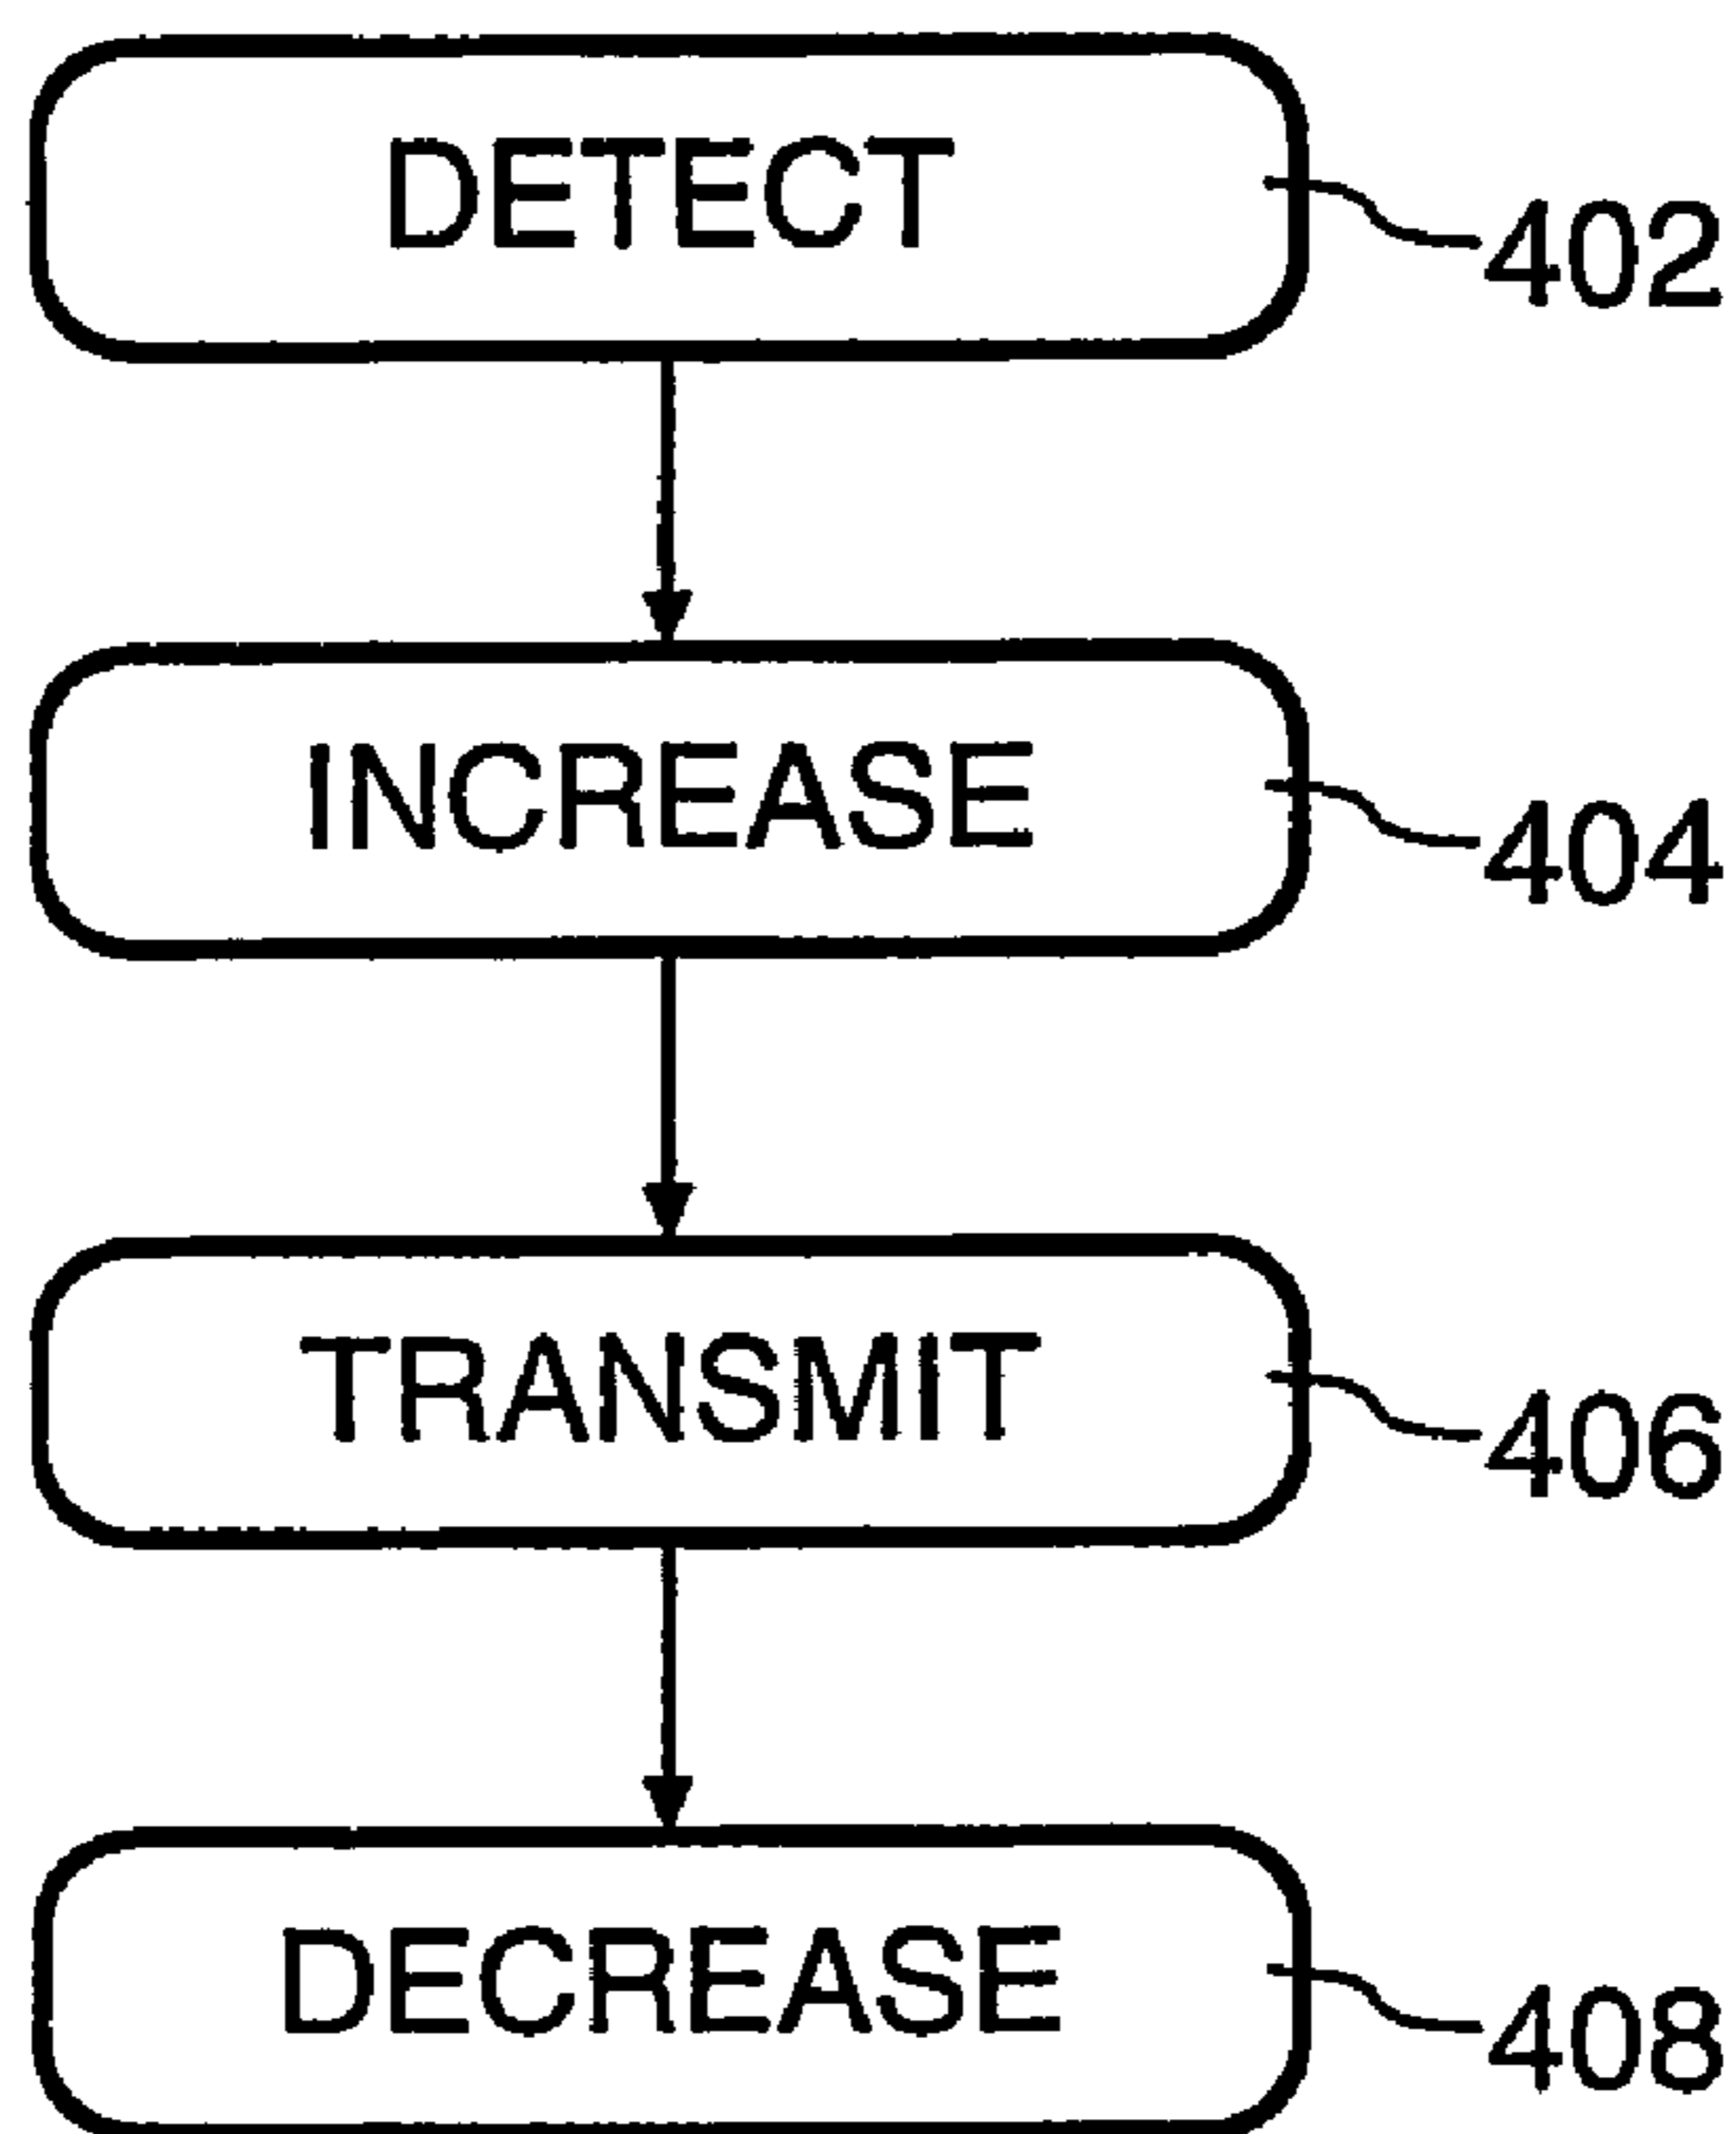 DETECT
402
INCREASE
404
TRANSMIT
406
DECREASE
408